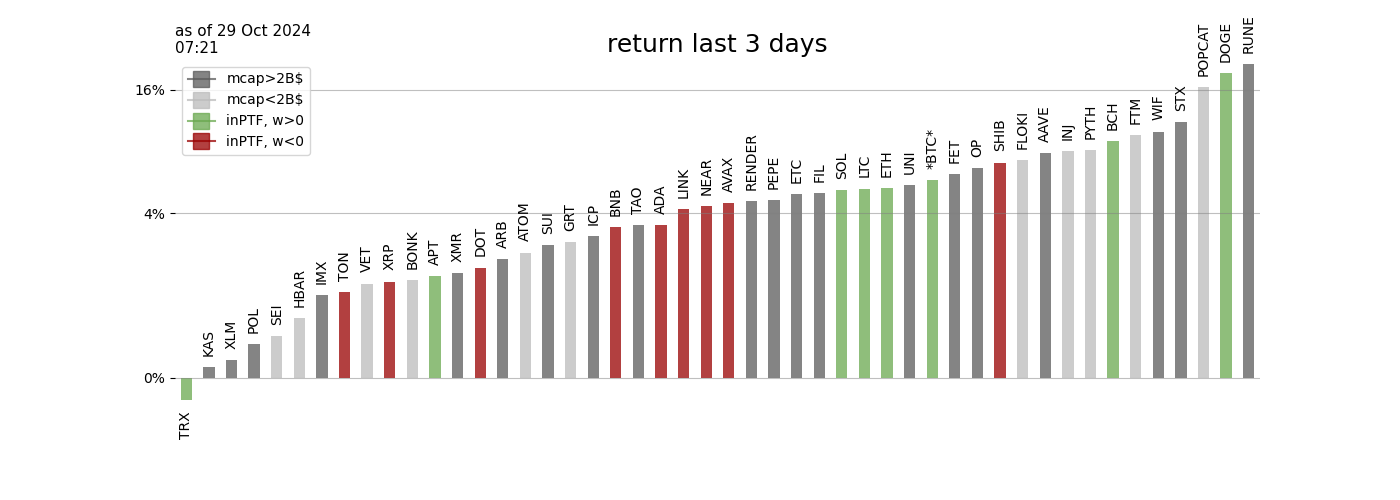 as of 29 Oct 2024
07:21
return last 3 days
mcap>2B$
mcap<2B$
inPTF, w>0
inPTF, w<0
16%
4%
0%
TRX
KAS
XLM
POL
SEI
HBAR
IMX
TON
VET
XRP
BONK
APT
XMR
DOT
ARB
ATOM
SUI
GRT
ICP
BNB
TAO
ADA
LINK
NEAR
AVAX
RENDER
PEPE
ETC
FIL
SOL
LTC
ETH
UNI
*BTC*
FET
OP
SHIB
FLOKI
AAVE
INJ
PYTH
BCH
FTM
WIF
STX
POPCAT
DOGE
RUNE